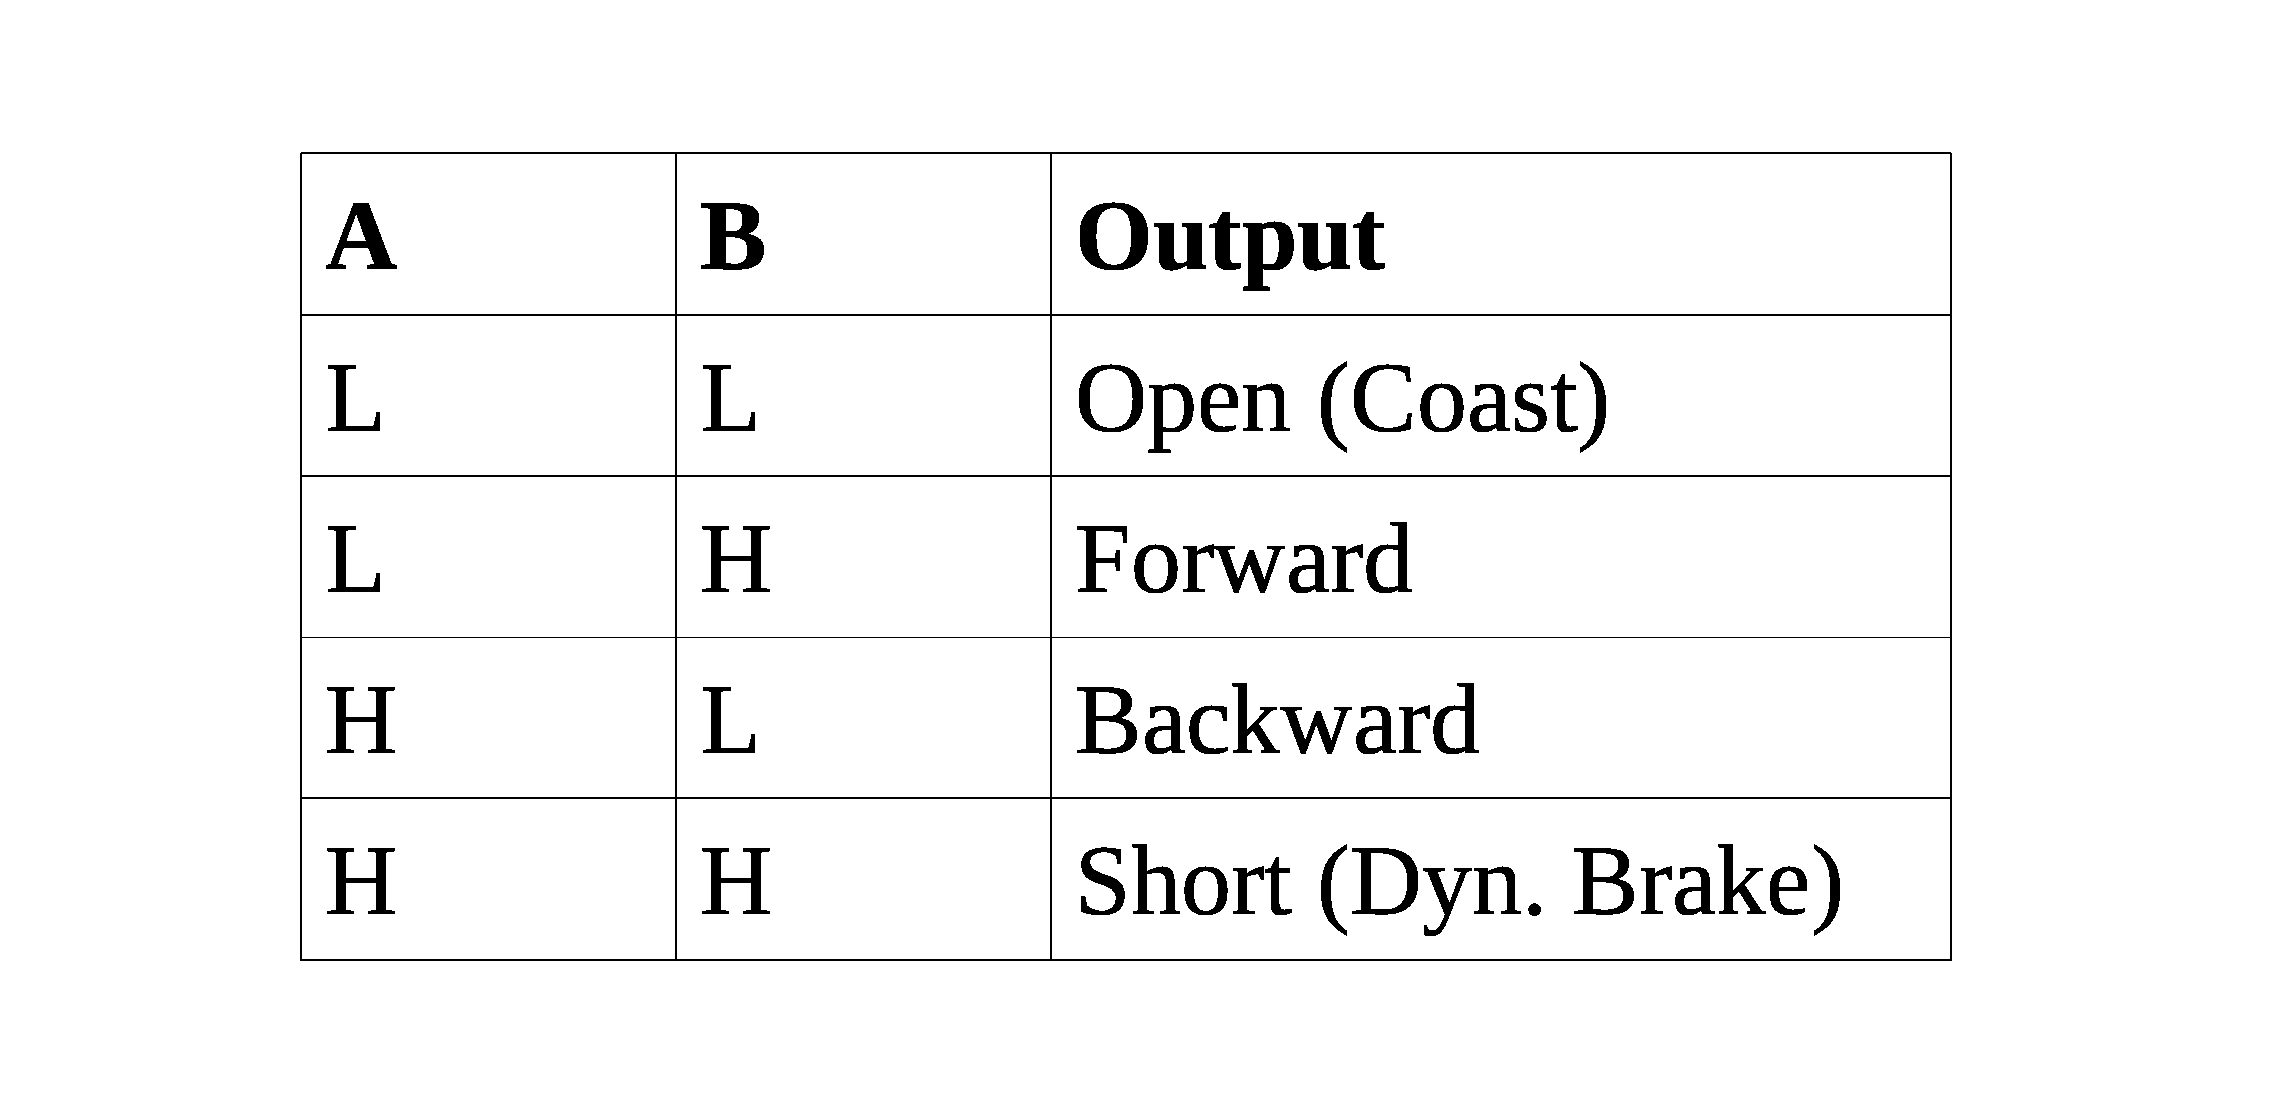 A B Output
L L Open (Coast)
L H Forward
H L Backward
H H Short (Dyn. Brake)